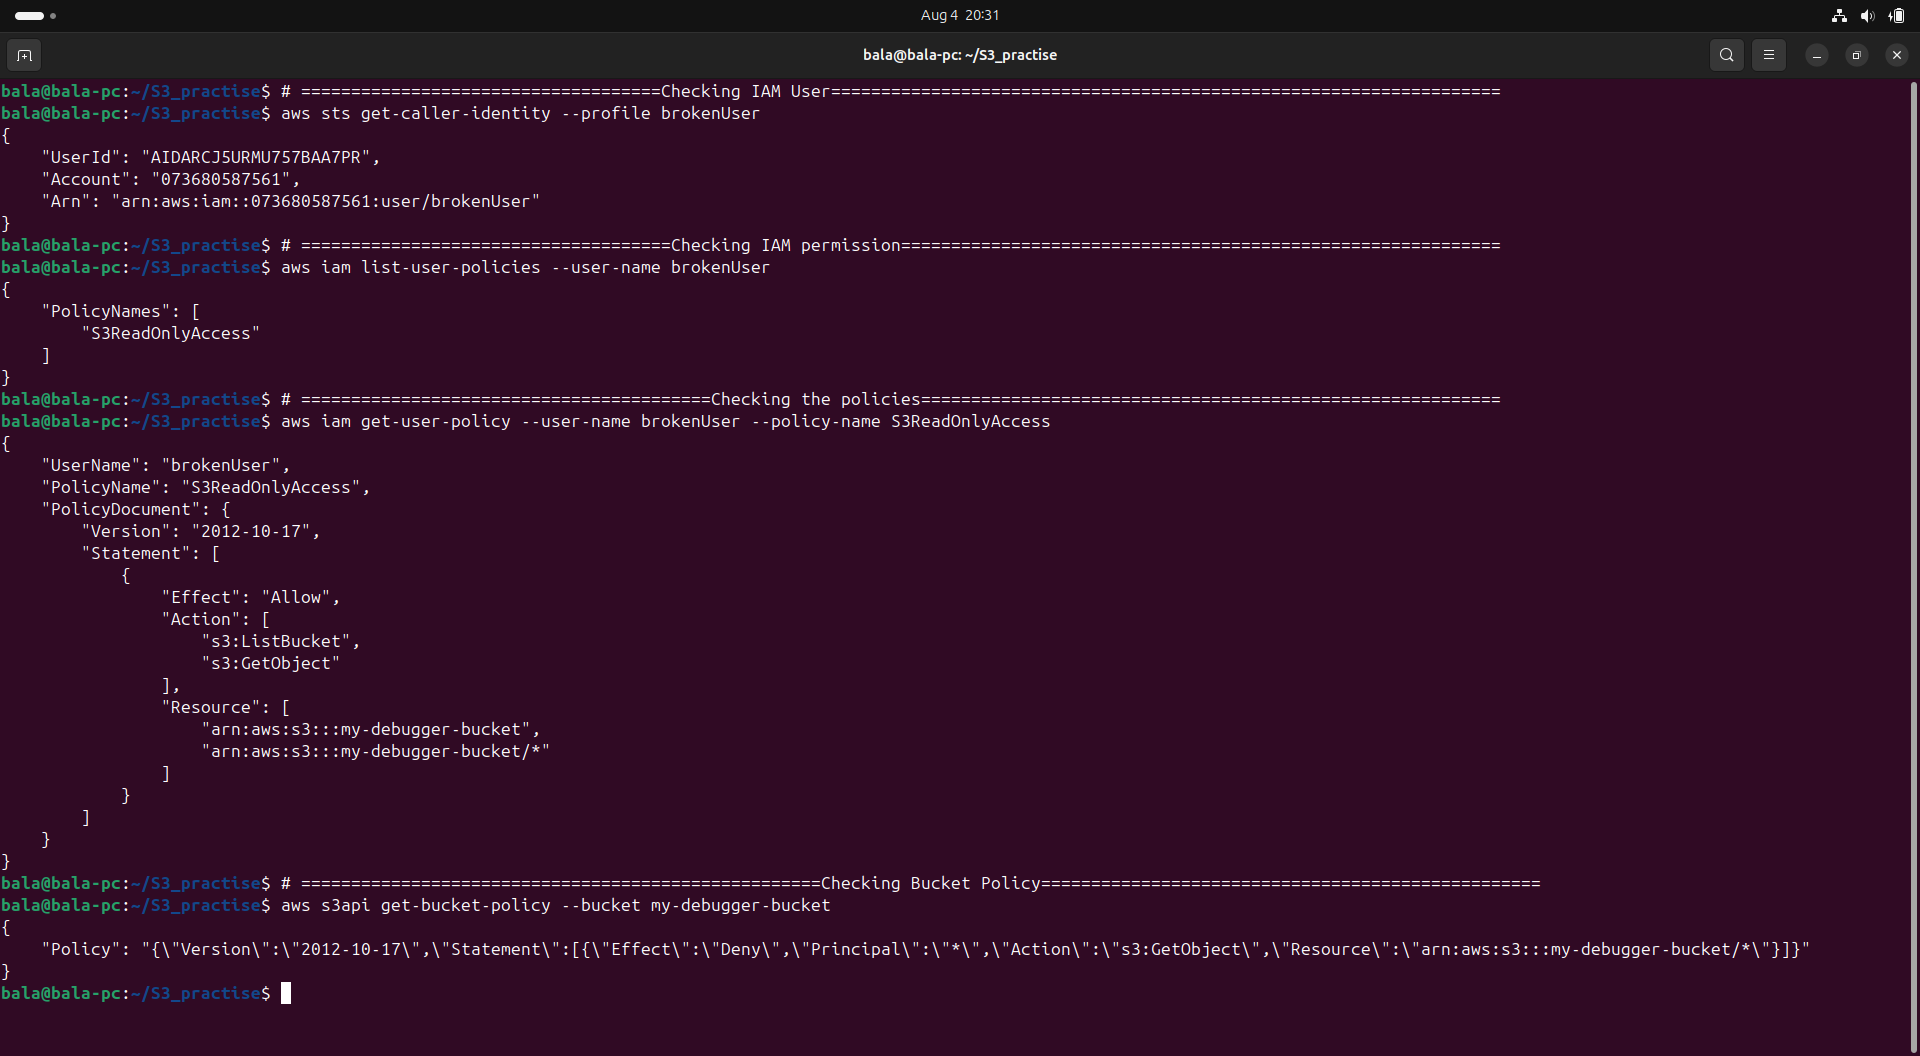 Aug 4 20:31
bala@bala-pc: ~/S3_practise
bala@bala-pc:~/S3_practise$ # ====================================Checking IAM User===================================================================
bala@bala-pc:~/S3_practise$ aws sts get-caller-identity --profile brokenUser
{
    "UserId": "AIDARCJ5URMU757BAA7PR",
    "Account": "073680587561",
    "Arn": "arn:aws:iam::073680587561:user/brokenUser"
}
bala@bala-pc:~/S3_practise$ # =====================================Checking IAM permission============================================================
bala@bala-pc:~/S3_practise$ aws iam list-user-policies --user-name brokenUser
{
    "PolicyNames": [
        "S3ReadOnlyAccess"
    ]
}
bala@bala-pc:~/S3_practise$ # =========================================Checking the policies==========================================================
bala@bala-pc:~/S3_practise$ aws iam get-user-policy --user-name brokenUser --policy-name S3ReadOnlyAccess
{
    "UserName": "brokenUser",
    "PolicyName": "S3ReadOnlyAccess",
    "PolicyDocument": {
        "Version": "2012-10-17",
        "Statement": [
            {
                "Effect": "Allow",
                "Action": [
                    "s3:ListBucket",
                    "s3:GetObject"
                ],
                "Resource": [
                    "arn:aws:s3:::my-debugger-bucket",
                    "arn:aws:s3:::my-debugger-bucket/*"
                ]
            }
        ]
    }
}
bala@bala-pc:~/S3_practise$ # ====================================================Checking Bucket Policy==================================================
bala@bala-pc:~/S3_practise$ aws s3api get-bucket-policy --bucket my-debugger-bucket
{
    "Policy": "{\"Version\":\"2012-10-17\",\"Statement\":[{\"Effect\":\"Deny\",\"Principal\":\"*\",\"Action\":\"s3:GetObject\",\"Resource\":\"arn:aws:s3:::my-debugger-bucket/*\"}]}"
}
bala@bala-pc:~/S3_practise$